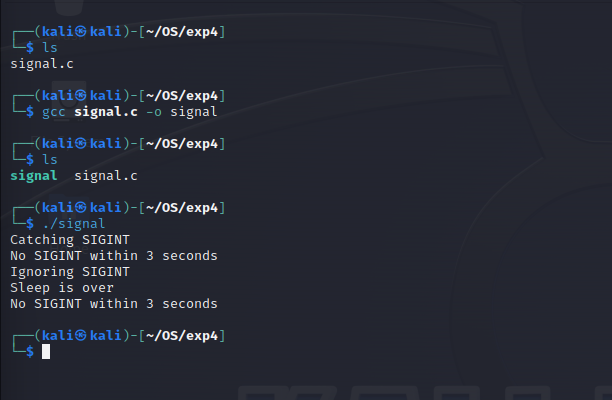 ┌──(kali㉿kali)-[~/OS/exp4]
└─$ ls
signal.c
┌──(kali㉿kali)-[~/OS/exp4]
└─$ gcc signal.c -o signal
┌──(kali㉿kali)-[~/OS/exp4]
└─$ ls
signal  signal.c
┌──(kali㉿kali)-[~/OS/exp4]
└─$ ./signal
Catching SIGINT
No SIGINT within 3 seconds
Ignoring SIGINT
Sleep is over
No SIGINT within 3 seconds
┌──(kali㉿kali)-[~/OS/exp4]
└─$